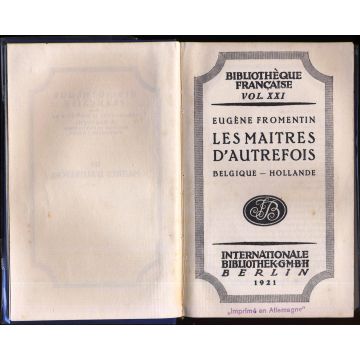 BIBLIOTHÈQUE
FRANÇAISE
VOL. XXI
EUGÈNE FROMENTIN
LES MAITRES
D'AUTREFOIS
BELGIQUE — HOLLANDE
IB
INTERNATIONALE
BIBLIOTHEK·G·M·B·H
BERLIN
1921
„Imprimé en Allemagne"